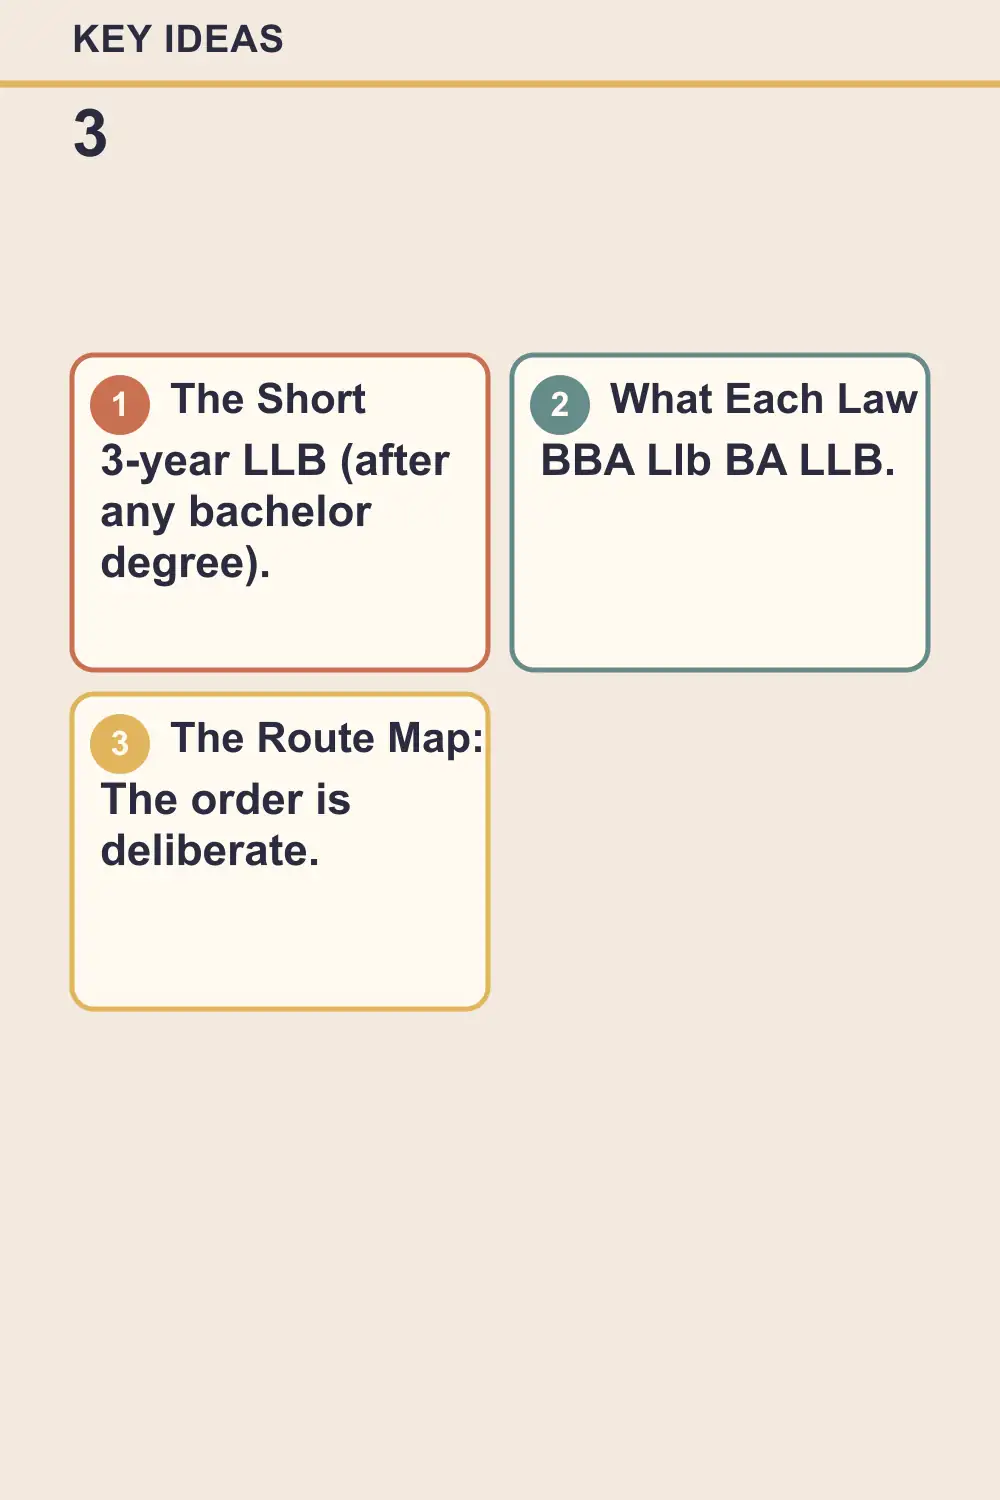 KEY IDEAS
3
1 The Short
3-year LLB (after
any bachelor
degree).
2 What Each Law
BBA Llb BA LLB.
3 The Route Map:
The order is
deliberate.